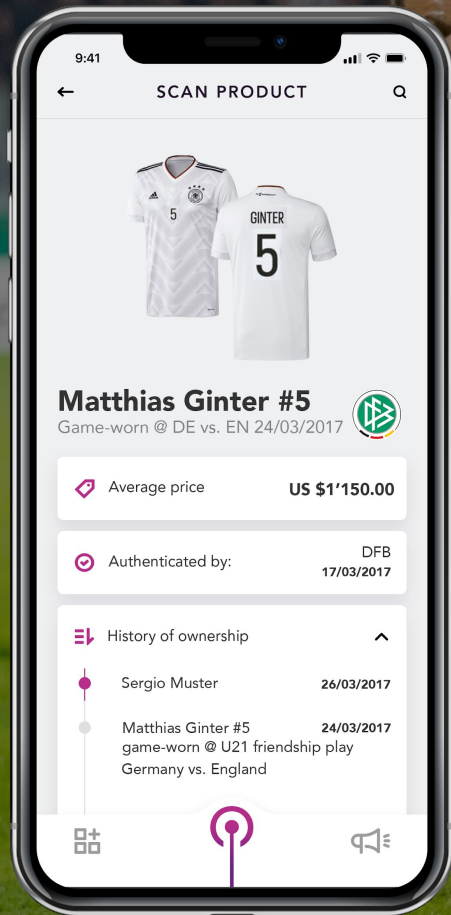 9:41
SCAN PRODUCT
5
GINTER
5
Matthias Ginter #5
Game-worn @ DE vs. EN 24/03/2017
Average price
US $1'150.00
Authenticated by:
DFB
17/03/2017
History of ownership
Sergio Muster
26/03/2017
Matthias Ginter #5
24/03/2017
game-worn @ U21 friendship play
Germany vs. England